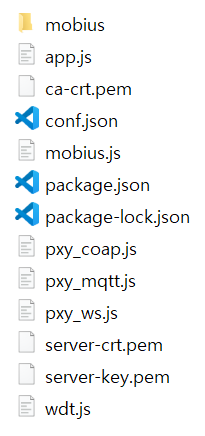 mobius
app.js
ca-crt.pem
conf.json
mobius.js
package.json
package-lock.json
pxy_coap.js
pxy_mqtt.js
pxy_ws.js
server-crt.pem
server-key.pem
wdt.js